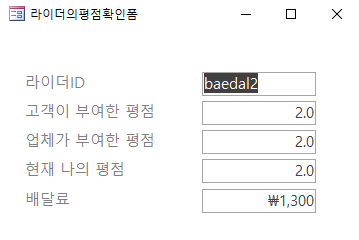 라이더의평점확인폼
라이더ID baedal2
고객이 부여한 평점 2.0
업체가 부여한 평점 2.0
현재 나의 평점 2.0
배달료 ₩1,300